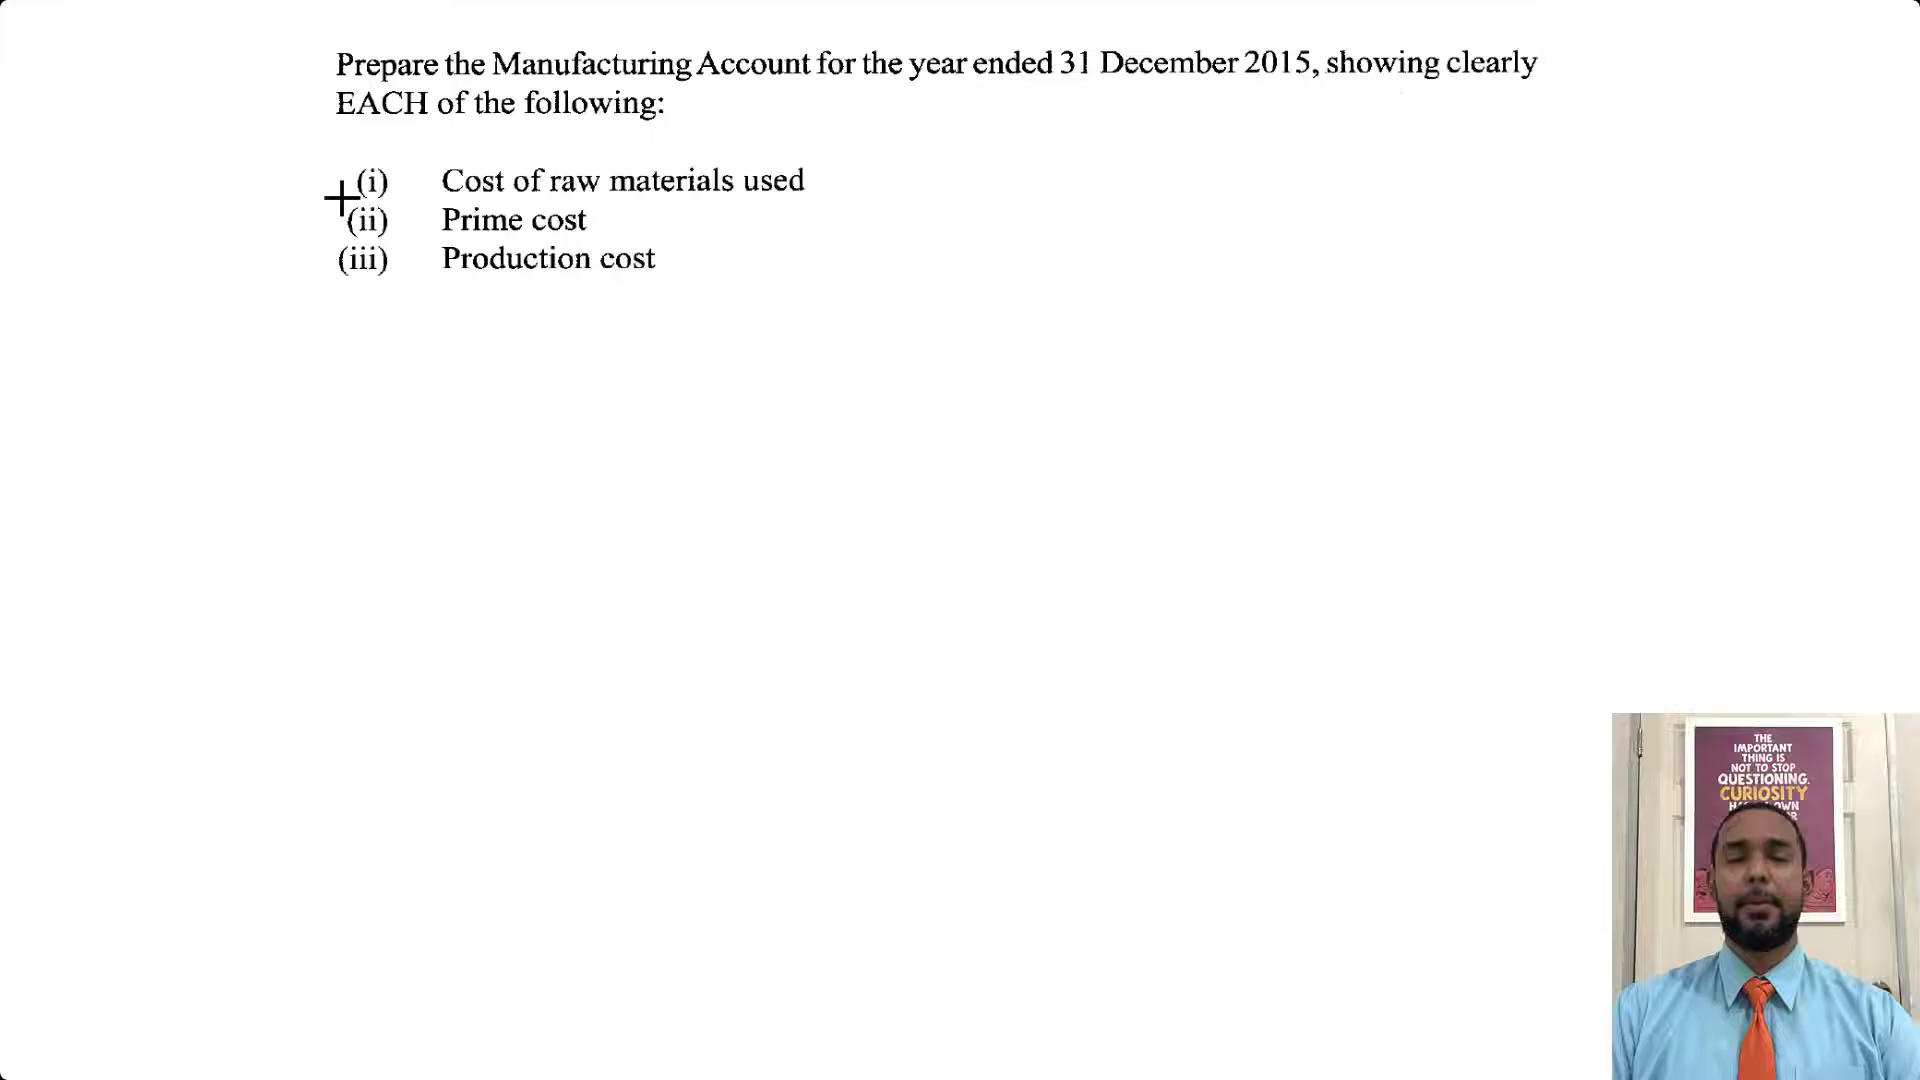 Prepare the Manufacturing Account for the year ended 31 December 2015, showing clearly
EACH of the following:
(i) Cost of raw materials used
(ii) Prime cost
(iii) Production cost
THE
IMPORTANT
THING IS
NOT TO STOP
QUESTIONING.
CURIOSITY
OWN